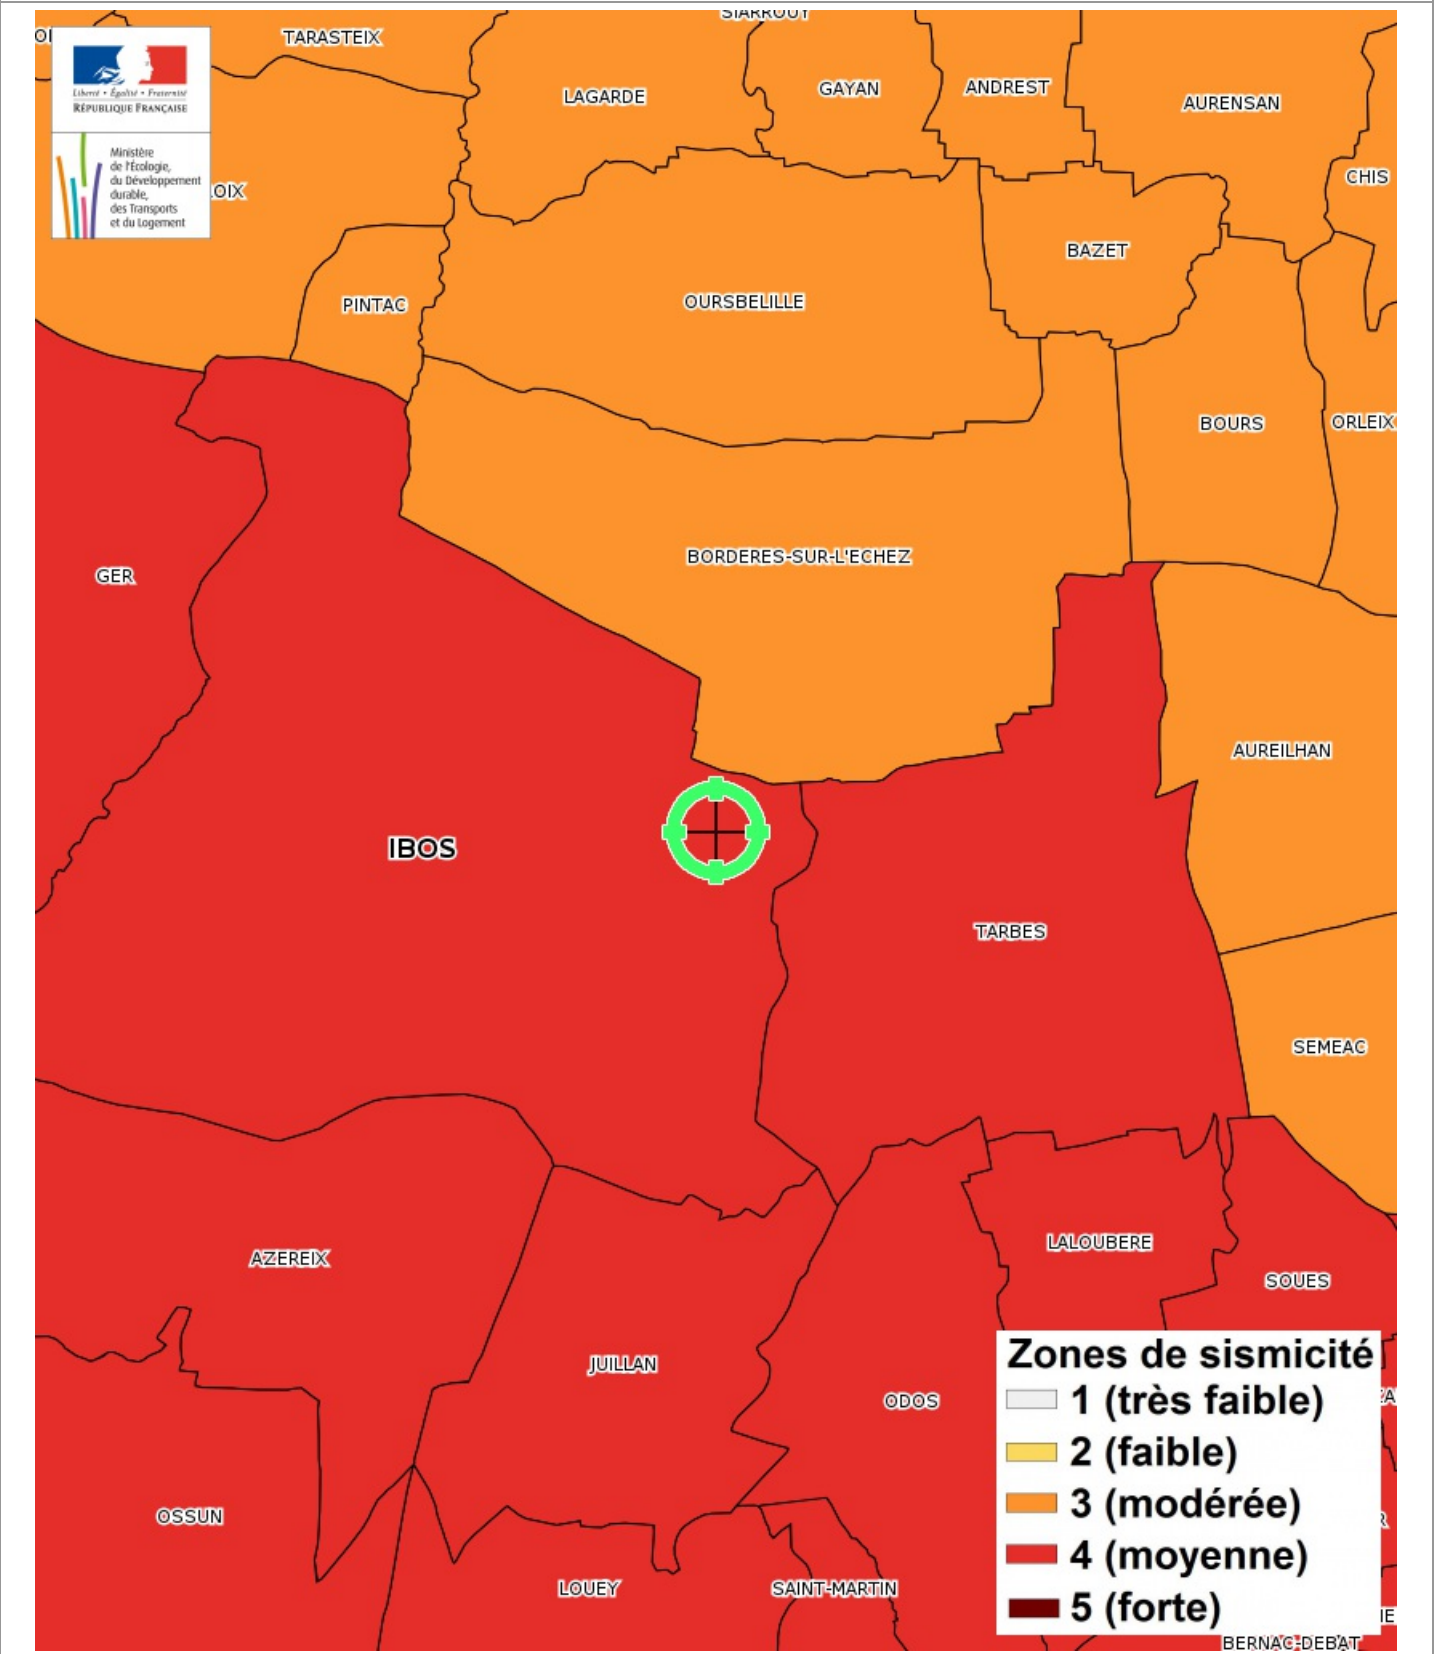 SIARROUY
TARASTEIX
LAGARDE
GAYAN
ANDREST
AURENSAN
Liberté • Égalité • Fraternité
RÉPUBLIQUE FRANÇAISE
Ministère
de l'Écologie,
du Développement
durable,
des Transports
et du Logement
CHIS
BAZET
PINTAC
OURSBELILLE
BOURS
ORLEIX
BORDERES-SUR-L'ECHEZ
GER
AUREILHAN
IBOS
TARBES
SEMEAC
LALOUBERE
AZEREIX
SOUES
JUILLAN
ODOS
OSSUN
LOUEY
SAINT-MARTIN
Zones de sismicité
1 (très faible)
2 (faible)
3 (modérée)
4 (moyenne)
5 (forte)
BERNAC-DEBAT